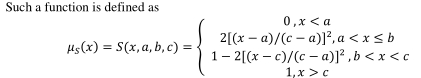 Such a function is defined as
0 , x < a
2[(x − a)/(c − a)]², a < x ≤ b
μₛ(x) = S(x, a, b, c) = {
1 − 2[(x − c)/(c − a)]² , b < x < c
1, x > c